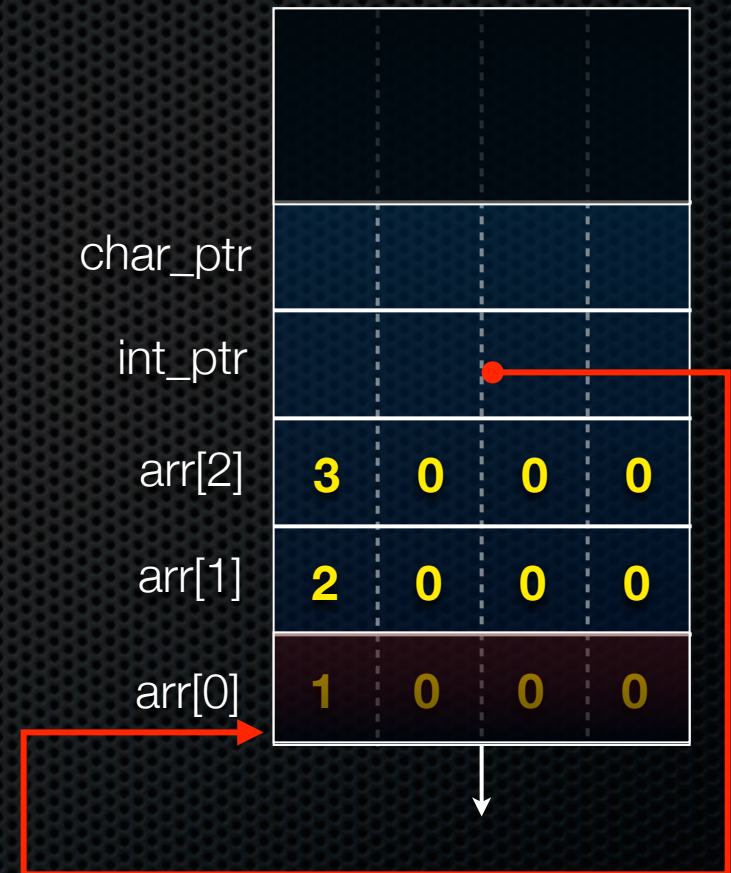 char_ptr
int_ptr
arr[2] 3 0 0 0
arr[1] 2 0 0 0
arr[0] 1 0 0 0